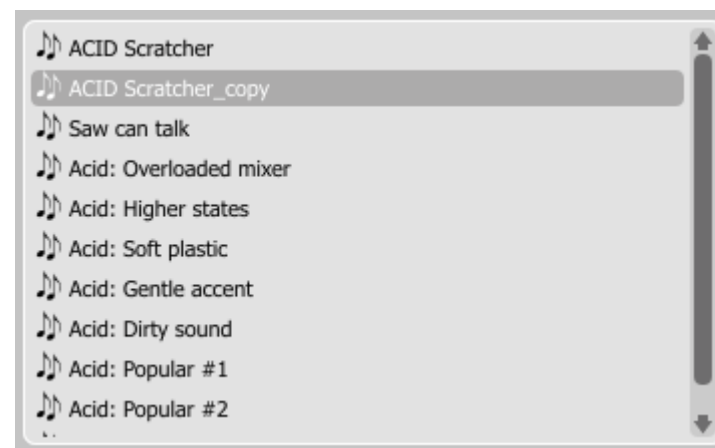 ACID Scratcher
ACID Scratcher_copy
Saw can talk
Acid: Overloaded mixer
Acid: Higher states
Acid: Soft plastic
Acid: Gentle accent
Acid: Dirty sound
Acid: Popular #1
Acid: Popular #2